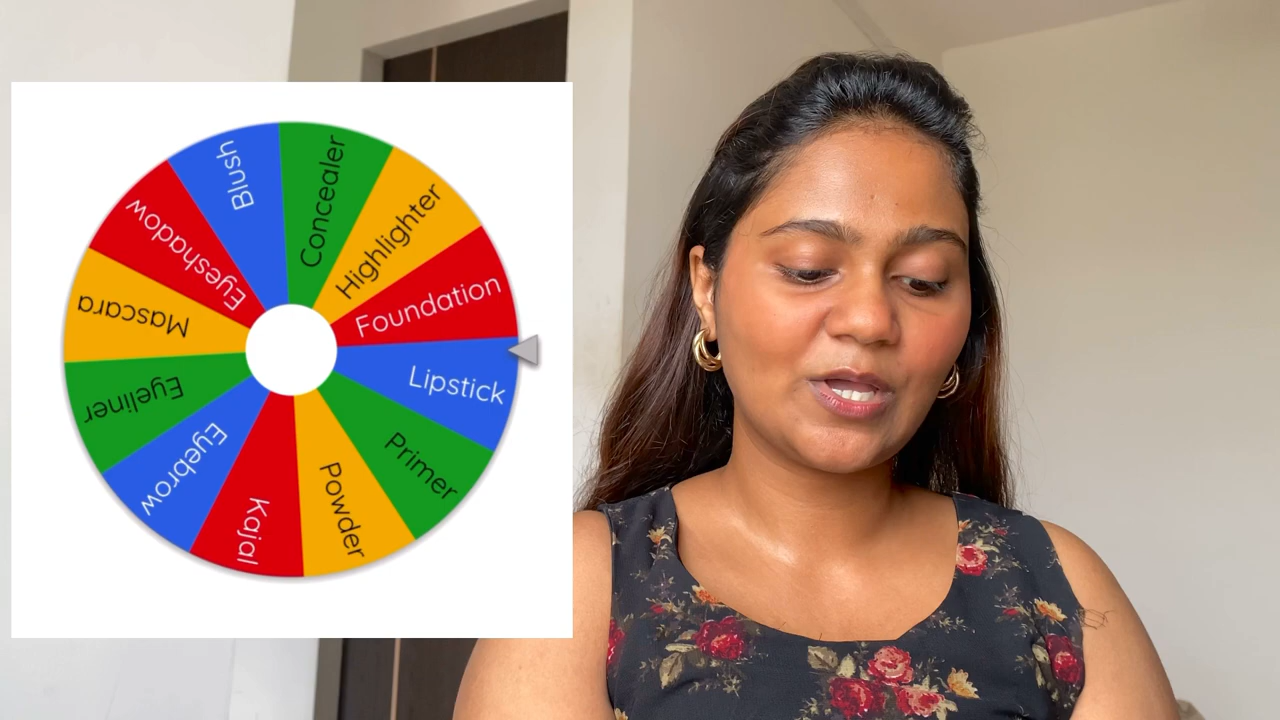 Concealer
Highlighter
Foundation
Lipstick
Primer
Powder
Kajal
Eyebrow
Eyeliner
Mascara
Eyeshadow
Blush